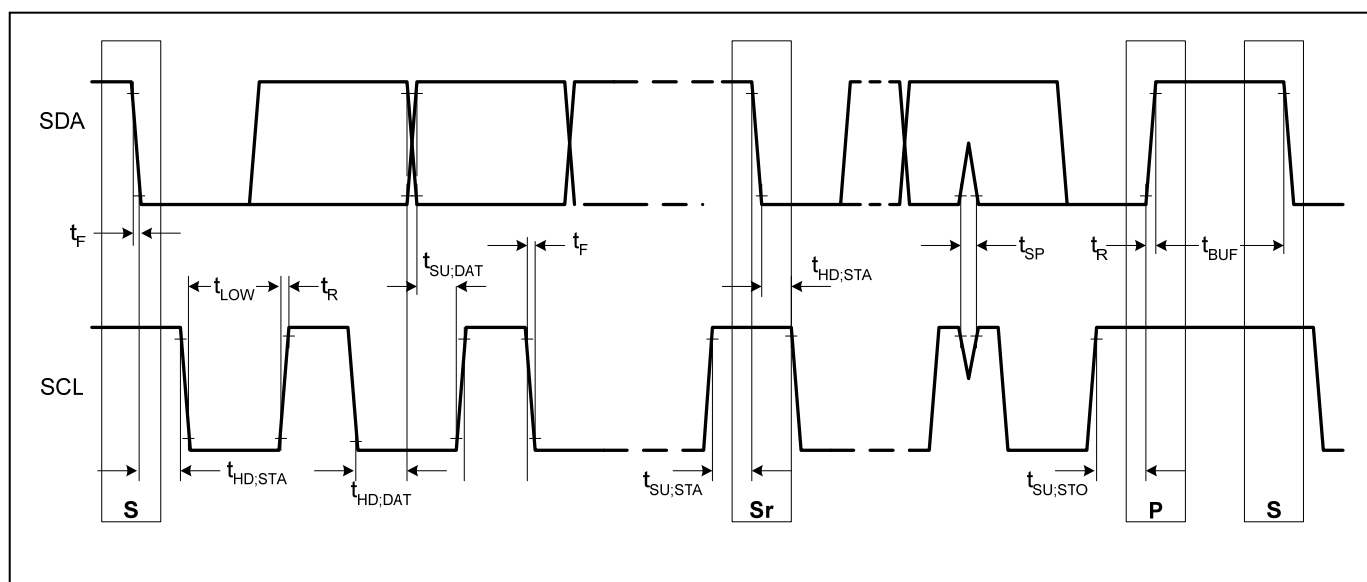 SDA
tF
tSU;DAT
tF
tSP
tR
tBUF
tLOW
tR
tHD;STA
SCL
tHD;STA
tHD;DAT
tSU;STA
tSU;STO
S
Sr
P
S